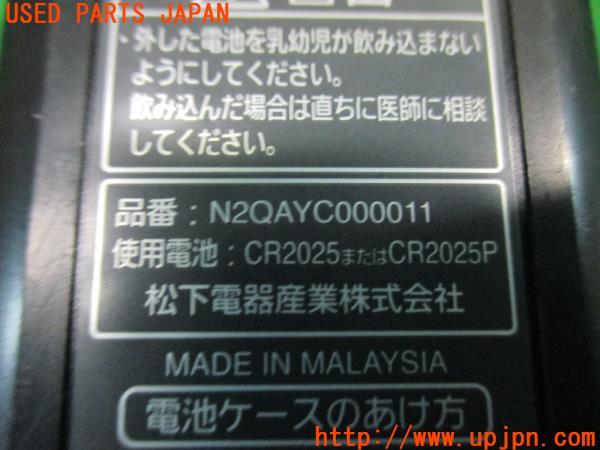 USED PARTS JAPAN
・外した電池を乳幼児が飲み込まない
ようにしてください。
飲み込んだ場合は直ちに医師に相談
してください。
品番：N2QAYC000011
使用電池：CR2025またはCR2025P
松下電器産業株式会社
MADE IN MALAYSIA
電池ケースのあけ方
http://www.upjpn.com